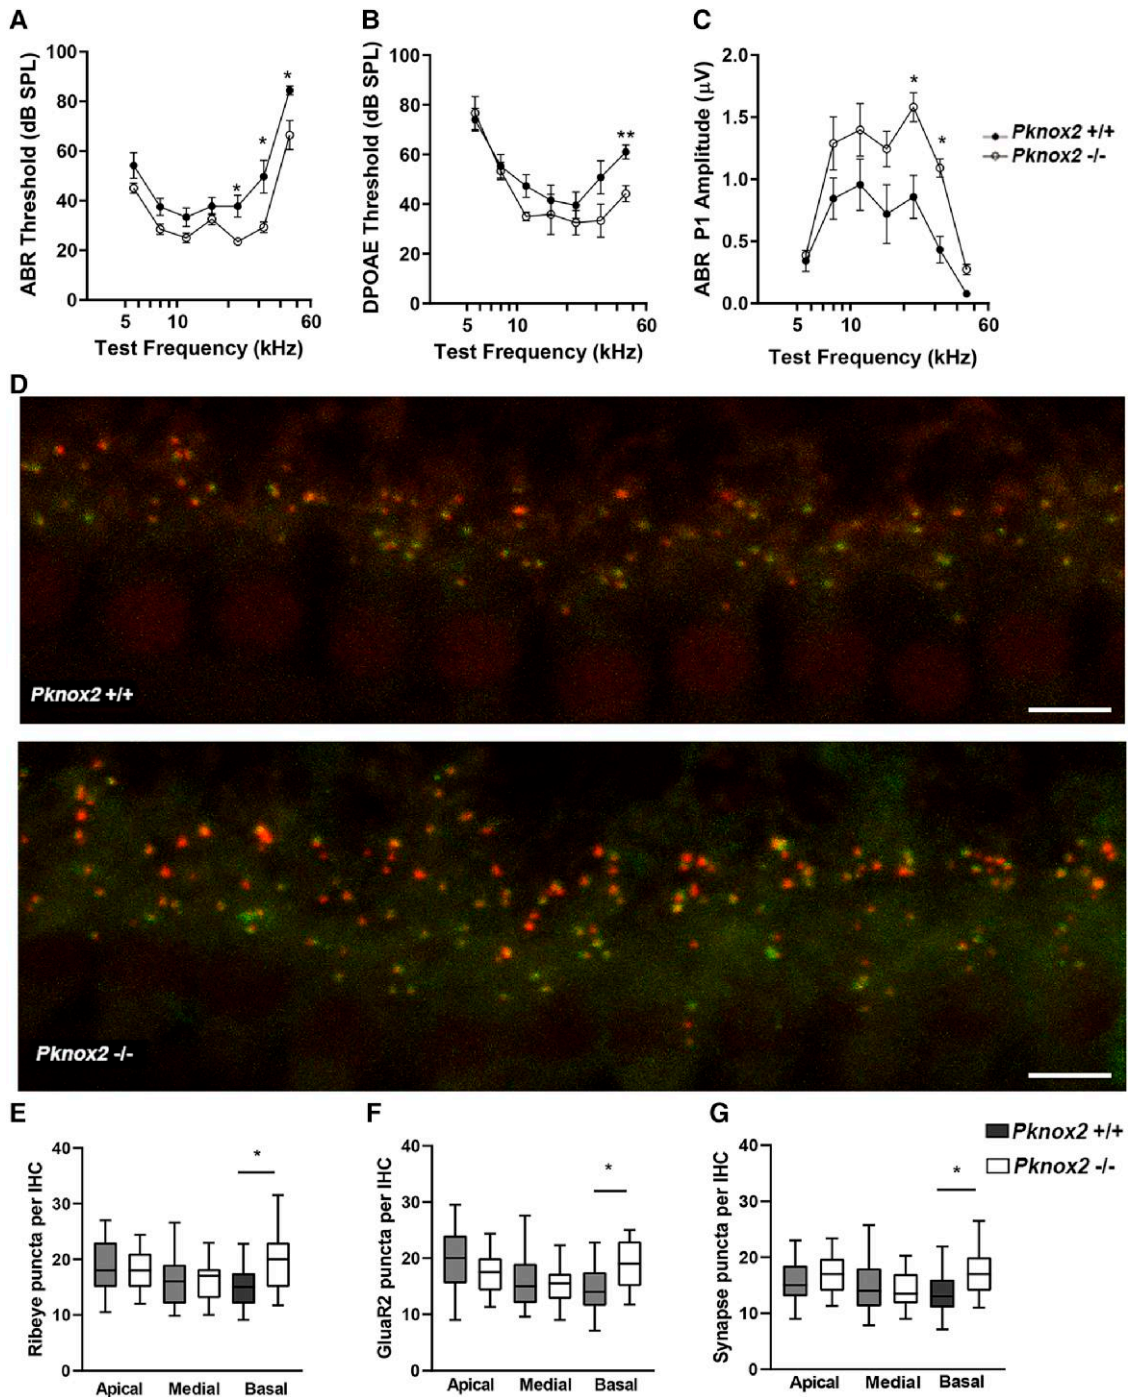 A
B
C
ABR Threshold (dB SPL)
100
80
60
40
20
0
*
*
*
5
10
60
Test Frequency (kHz)
DPOAE Threshold (dB SPL)
100
80
60
40
20
0
**
5
10
60
Test Frequency (kHz)
ABR P1 Amplitude (μV)
2.0
1.5
1.0
0.5
0.0
*
*
5
10
60
Test Frequency (kHz)
Pknox2 +/+
Pknox2 -/-
D
Pknox2 +/+
Pknox2 -/-
E
F
G
Ribeye puncta per IHC
40
30
20
10
0
*
Apical Medial Basal
GluaR2 puncta per IHC
40
30
20
10
0
*
Apical Medial Basal
Synapse puncta per IHC
40
30
20
10
0
*
Apical Medial Basal
Pknox2 +/+
Pknox2 -/-